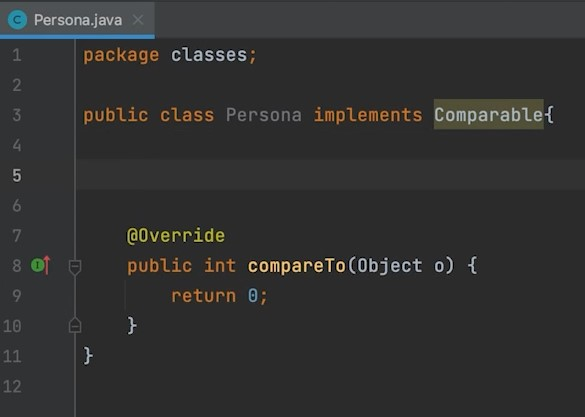 Persona.java
1 package classes;
2
3 public class Persona implements Comparable{
4
5
6
7 @Override
8 public int compareTo(Object o) {
9 return 0;
10 }
11 }
12